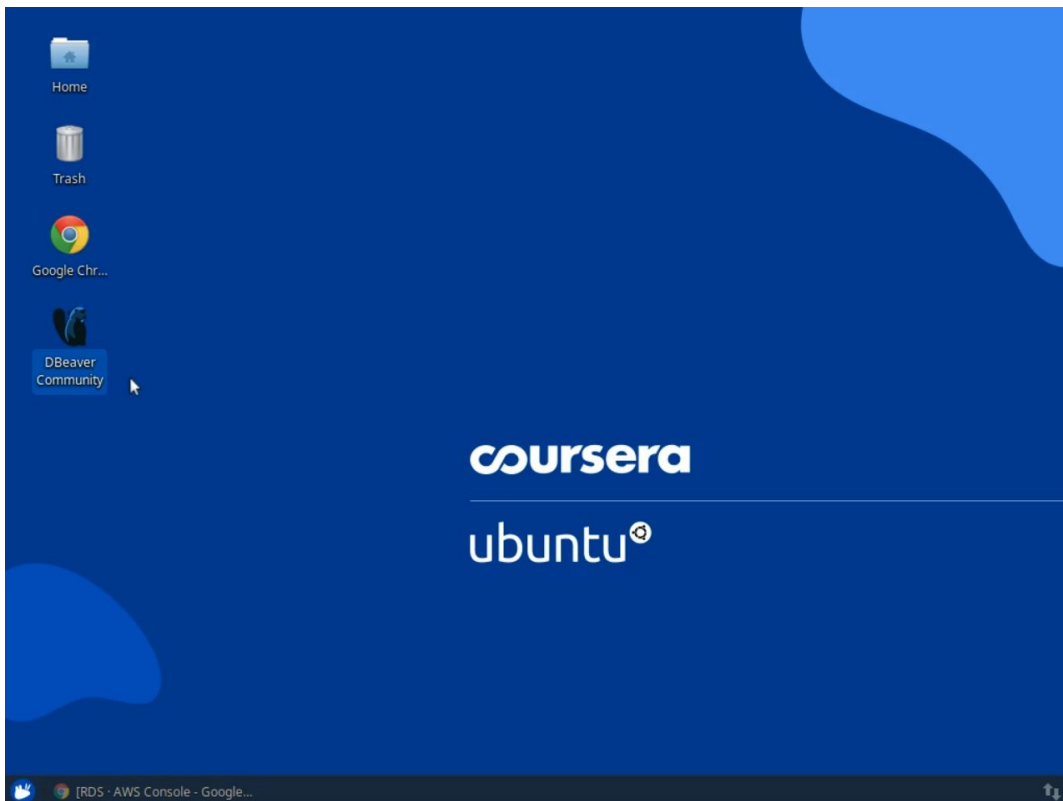 Home
Trash
Google Chr...
DBeaver
Community
coursera
ubuntu
[RDS · AWS Console - Google...